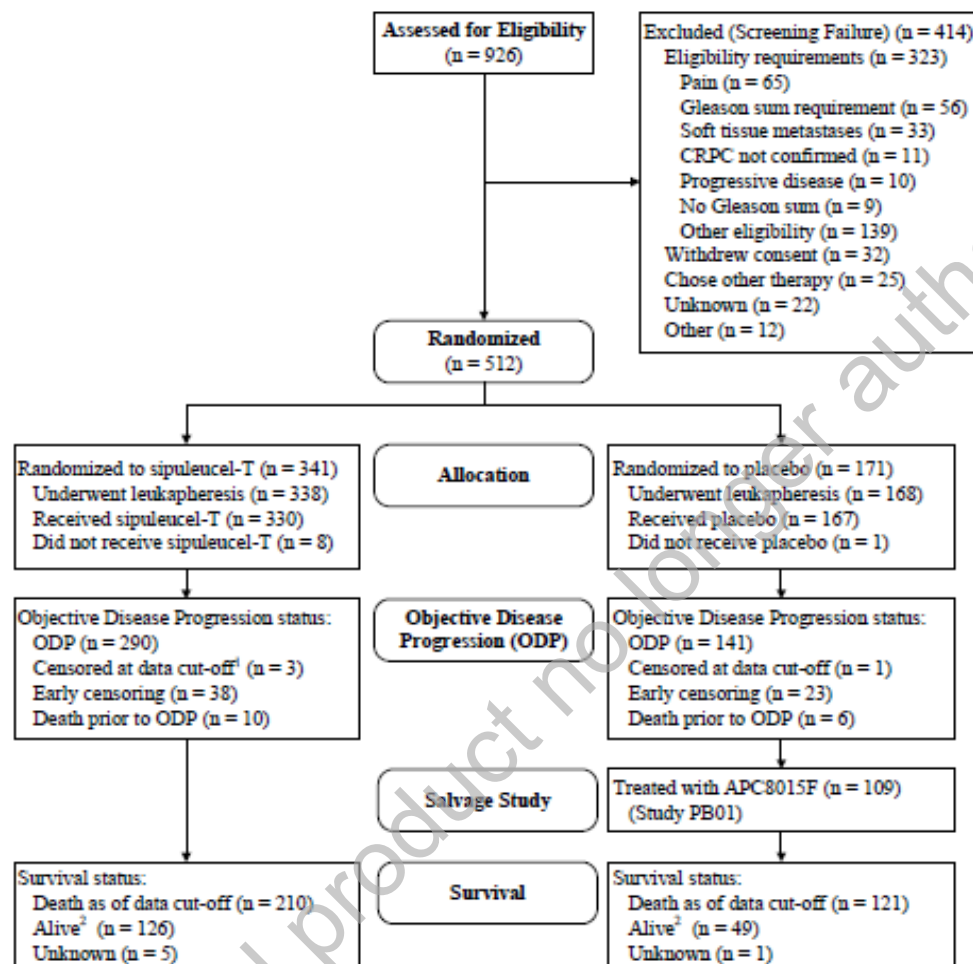 Assessed for Eligibility
(n = 926)
Excluded (Screening Failure) (n = 414)
Eligibility requirements (n = 323)
Pain (n = 65)
Gleason sum requirement (n = 56)
Soft tissue metastases (n = 33)
CRPC not confirmed (n = 11)
Progressive disease (n = 10)
No Gleason sum (n = 9)
Other eligibility (n = 139)
Withdrew consent (n = 32)
Chose other therapy (n = 25)
Unknown (n = 22)
Other (n = 12)
Randomized
(n = 512)
Randomized to sipuleucel-T (n = 341)
Underwent leukapheresis (n = 338)
Received sipuleucel-T (n = 330)
Did not receive sipuleucel-T (n = 8)
Allocation
Randomized to placebo (n = 171)
Underwent leukapheresis (n = 168)
Received placebo (n = 167)
Did not receive placebo (n = 1)
Objective Disease Progression status:
ODP (n = 290)
Censored at data cut-off¹ (n = 3)
Early censoring (n = 38)
Death prior to ODP (n = 10)
Objective Disease
Progression (ODP)
Objective Disease Progression status:
ODP (n = 141)
Censored at data cut-off (n = 1)
Early censoring (n = 23)
Death prior to ODP (n = 6)
Salvage Study
Treated with APC8015F (n = 109)
(Study PB01)
Survival status:
Death as of data cut-off (n = 210)
Alive² (n = 126)
Unknown (n = 5)
Survival
Survival status:
Death as of data cut-off (n = 121)
Alive² (n = 49)
Unknown (n = 1)
product no longer